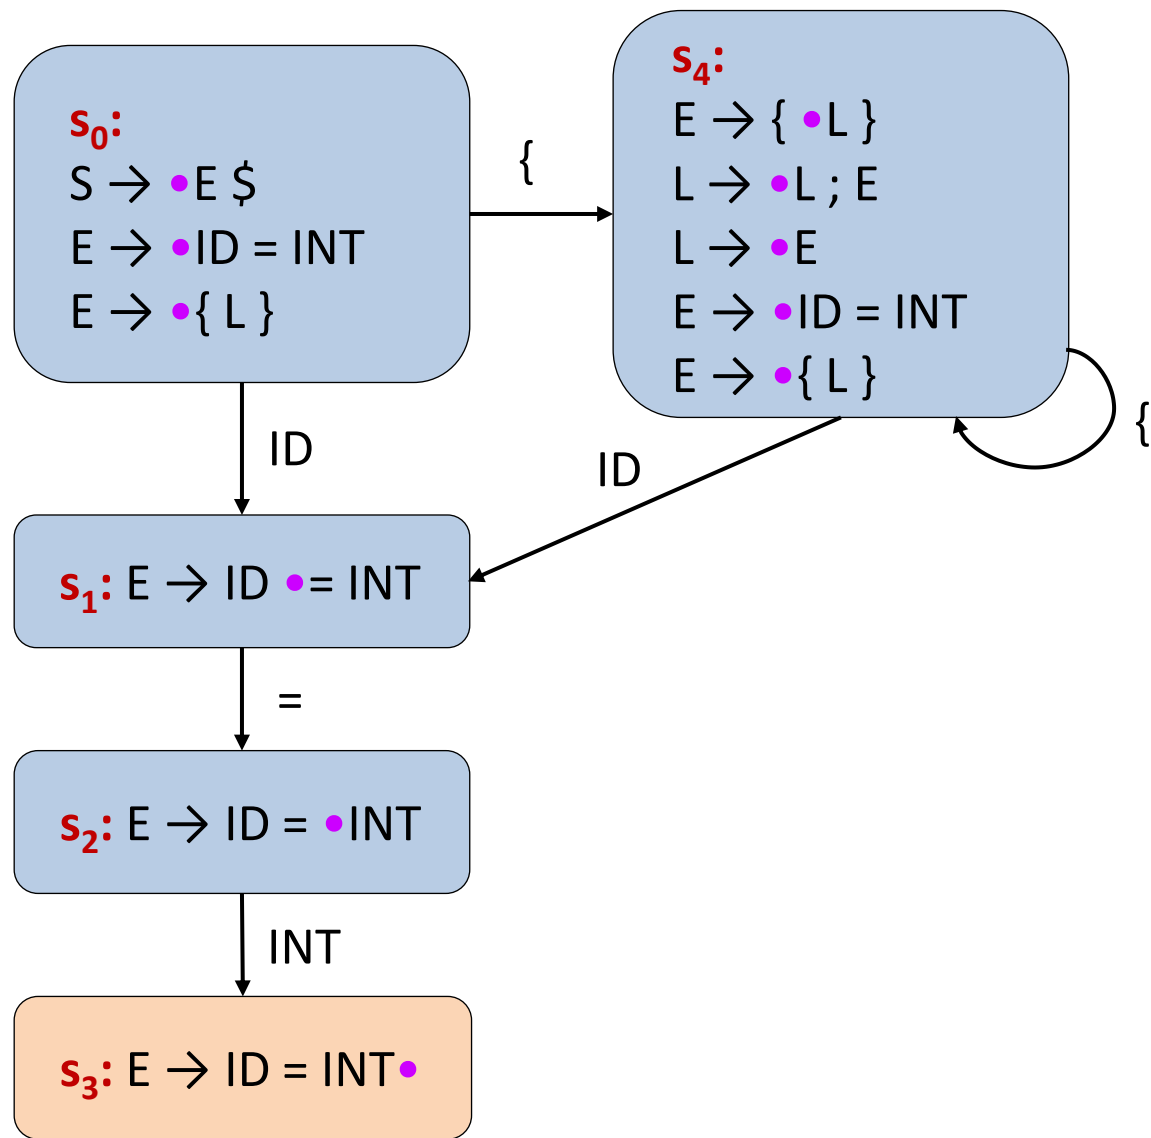 s0:
S → •E $
E → •ID = INT
E → •{ L }
{
s4:
E → { •L }
L → •L ; E
L → •E
E → •ID = INT
E → •{ L }
{
ID
ID
s1: E → ID •= INT
=
s2: E → ID = •INT
INT
s3: E → ID = INT•